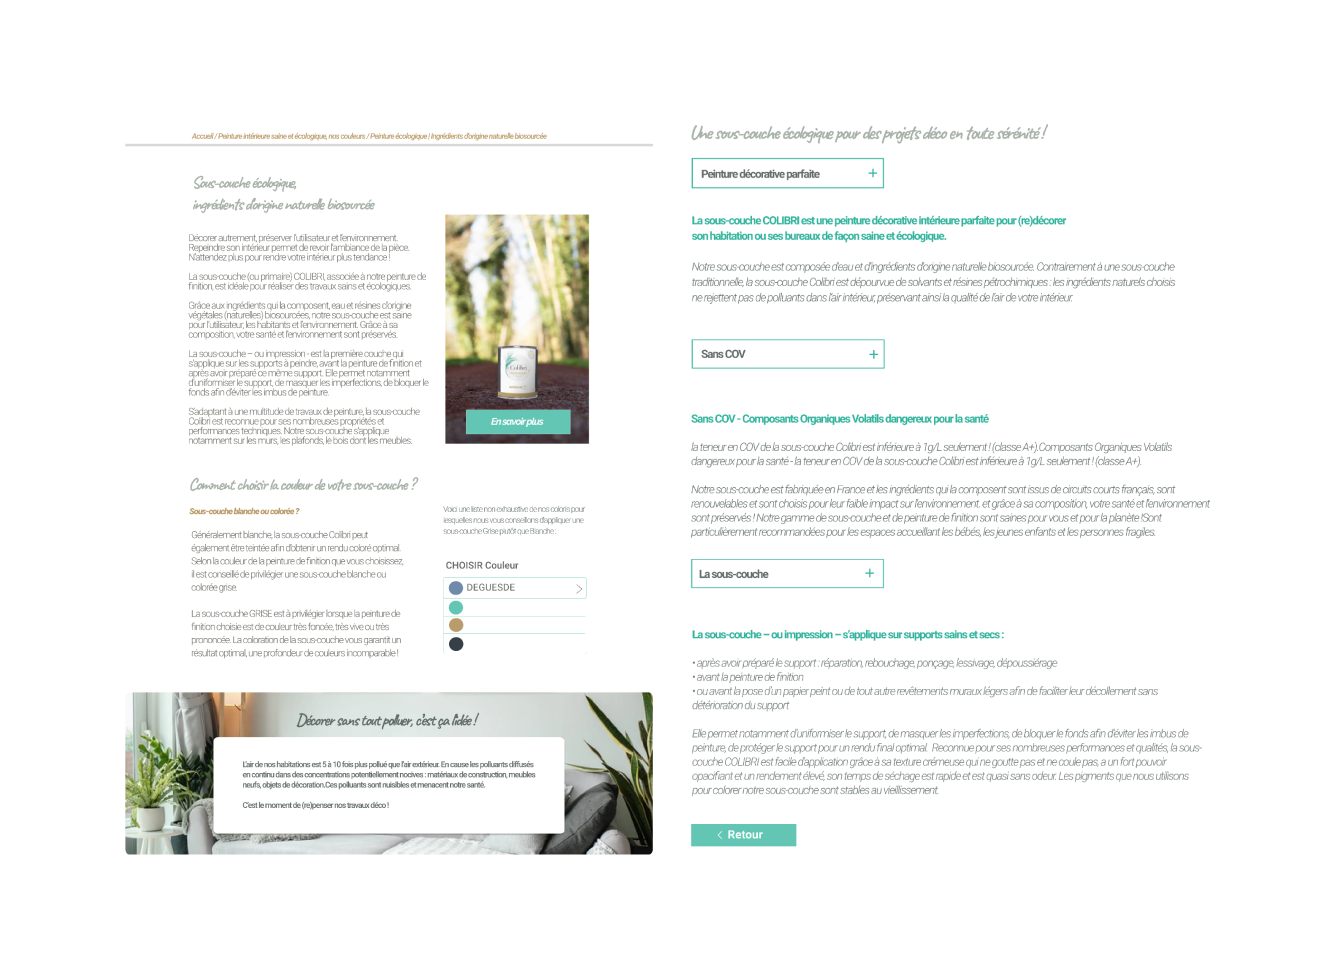 Accueil / Peinture intérieure saine et écologique, nos couleurs / Peinture écologique | Ingrédients d'origine naturelle biosourcée
Sous-couche écologique,
ingrédients d'origine naturelle biosourcée
Décorer autrement, préserver l'utilisateur et l'environnement.
Repeindre son intérieur permet de revoir l'ambiance de la pièce.
N'attendez plus pour rendre votre intérieur plus tendance !
La sous-couche (ou primaire) COLIBRI, associée à notre peinture de
finition, est idéale pour réaliser des travaux sains et écologiques.
Grâce aux ingrédients qui la composent, eau et résines d'origine
végétales (naturelles) biosourcées, notre sous-couche est saine
pour l'utilisateur, les habitants et l'environnement. Grâce à sa
composition, votre santé et l'environnement sont préservés.
La sous-couche – ou impression - est la première couche qui
s'applique sur les supports à peindre, avant la peinture de finition et
après avoir préparé ce même support. Elle permet notamment
d'uniformiser le support, de masquer les imperfections, de bloquer le
fonds afin d'éviter les imbus de peinture.
S'adaptant à une multitude de travaux de peinture, la sous-couche
Colibri est reconnue pour ses nombreuses propriétés et
performances techniques. Notre sous-couche s'applique
notamment sur les murs, les plafonds, le bois dont les meubles.
Colibri
En savoir plus
Comment choisir la couleur de votre sous-couche ?
Sous-couche blanche ou colorée ?
Généralement blanche, la sous-couche Colibri peut
également être teintée afin d'obtenir un rendu coloré optimal.
Selon la couleur de la peinture de finition que vous choisissez,
il est conseillé de privilégier une sous-couche blanche ou
colorée grise.
La sous-couche GRISE est à privilégier lorsque la peinture de
finition choisie est de couleur très foncée, très vive ou très
prononcée. La coloration de la sous-couche vous garantit un
résultat optimal, une profondeur de couleurs incomparable !
Voici une liste non-exhaustive de nos coloris pour
lesquelles nous vous conseillons d'appliquer une
sous-couche Grise plutôt que Blanche :
CHOISIR Couleur
DEGUESDE
Décorer sans tout polluer, c'est ça l'idée !
L'air de nos habitations est 5 à 10 fois plus pollué que l'air extérieur. En cause les polluants diffusés
en continu dans des concentrations potentiellement nocives : matériaux de construction, meubles
neufs, objets de décoration.Ces polluants sont nuisibles et menacent notre santé.
C'est le moment de (re)penser nos travaux déco !
Une sous-couche écologique pour des projets déco en toute sérénité !
Peinture décorative parfaite +
La sous-couche COLIBRI est une peinture décorative intérieure parfaite pour (re)décorer
son habitation ou ses bureaux de façon saine et écologique.
Notre sous-couche est composée d'eau et d'ingrédients d'origine naturelle biosourcée. Contrairement à une sous-couche
traditionnelle, la sous-couche Colibri est dépourvue de solvants et résines pétrochimiques : les ingrédients naturels choisis
ne rejettent pas de polluants dans l'air intérieur, préservant ainsi la qualité de l'air de votre intérieur.
Sans COV +
Sans COV - Composants Organiques Volatils dangereux pour la santé
la teneur en COV de la sous-couche Colibri est inférieure à 1g/L seulement ! (classe A+).Composants Organiques Volatils
dangereux pour la santé - la teneur en COV de la sous-couche Colibri est inférieure à 1g/L seulement ! (classe A+).
Notre sous-couche est fabriquée en France et les ingrédients qui la composent sont issus de circuits courts français, sont
renouvelables et sont choisis pour leur faible impact sur l'environnement. et grâce à sa composition, votre santé et l'environnement
sont préservés ! Notre gamme de sous-couche et de peinture de finition sont saines pour vous et pour la planète !Sont
particulièrement recommandées pour les espaces accueillant les bébés, les jeunes enfants et les personnes fragiles.
La sous-couche +
La sous-couche – ou impression – s'applique sur supports sains et secs :
• après avoir préparé le support : réparation, rebouchage, ponçage, lessivage, dépoussiérage
• avant la peinture de finition
• ou avant la pose d'un papier peint ou de tout autre revêtements muraux légers afin de faciliter leur décollement sans
détérioration du support
Elle permet notamment d'uniformiser le support, de masquer les imperfections, de bloquer le fonds afin d'éviter les imbus de
peinture, de protéger le support pour un rendu final optimal. Reconnue pour ses nombreuses performances et qualités, la sous-
couche COLIBRI est facile d'application grâce à sa texture crémeuse qui ne goutte pas et ne coule pas, a un fort pouvoir
opacifiant et un rendement élevé, son temps de séchage est rapide et est quasi sans odeur. Les pigments que nous utilisons
pour colorer notre sous-couche sont stables au vieillissement.
< Retour